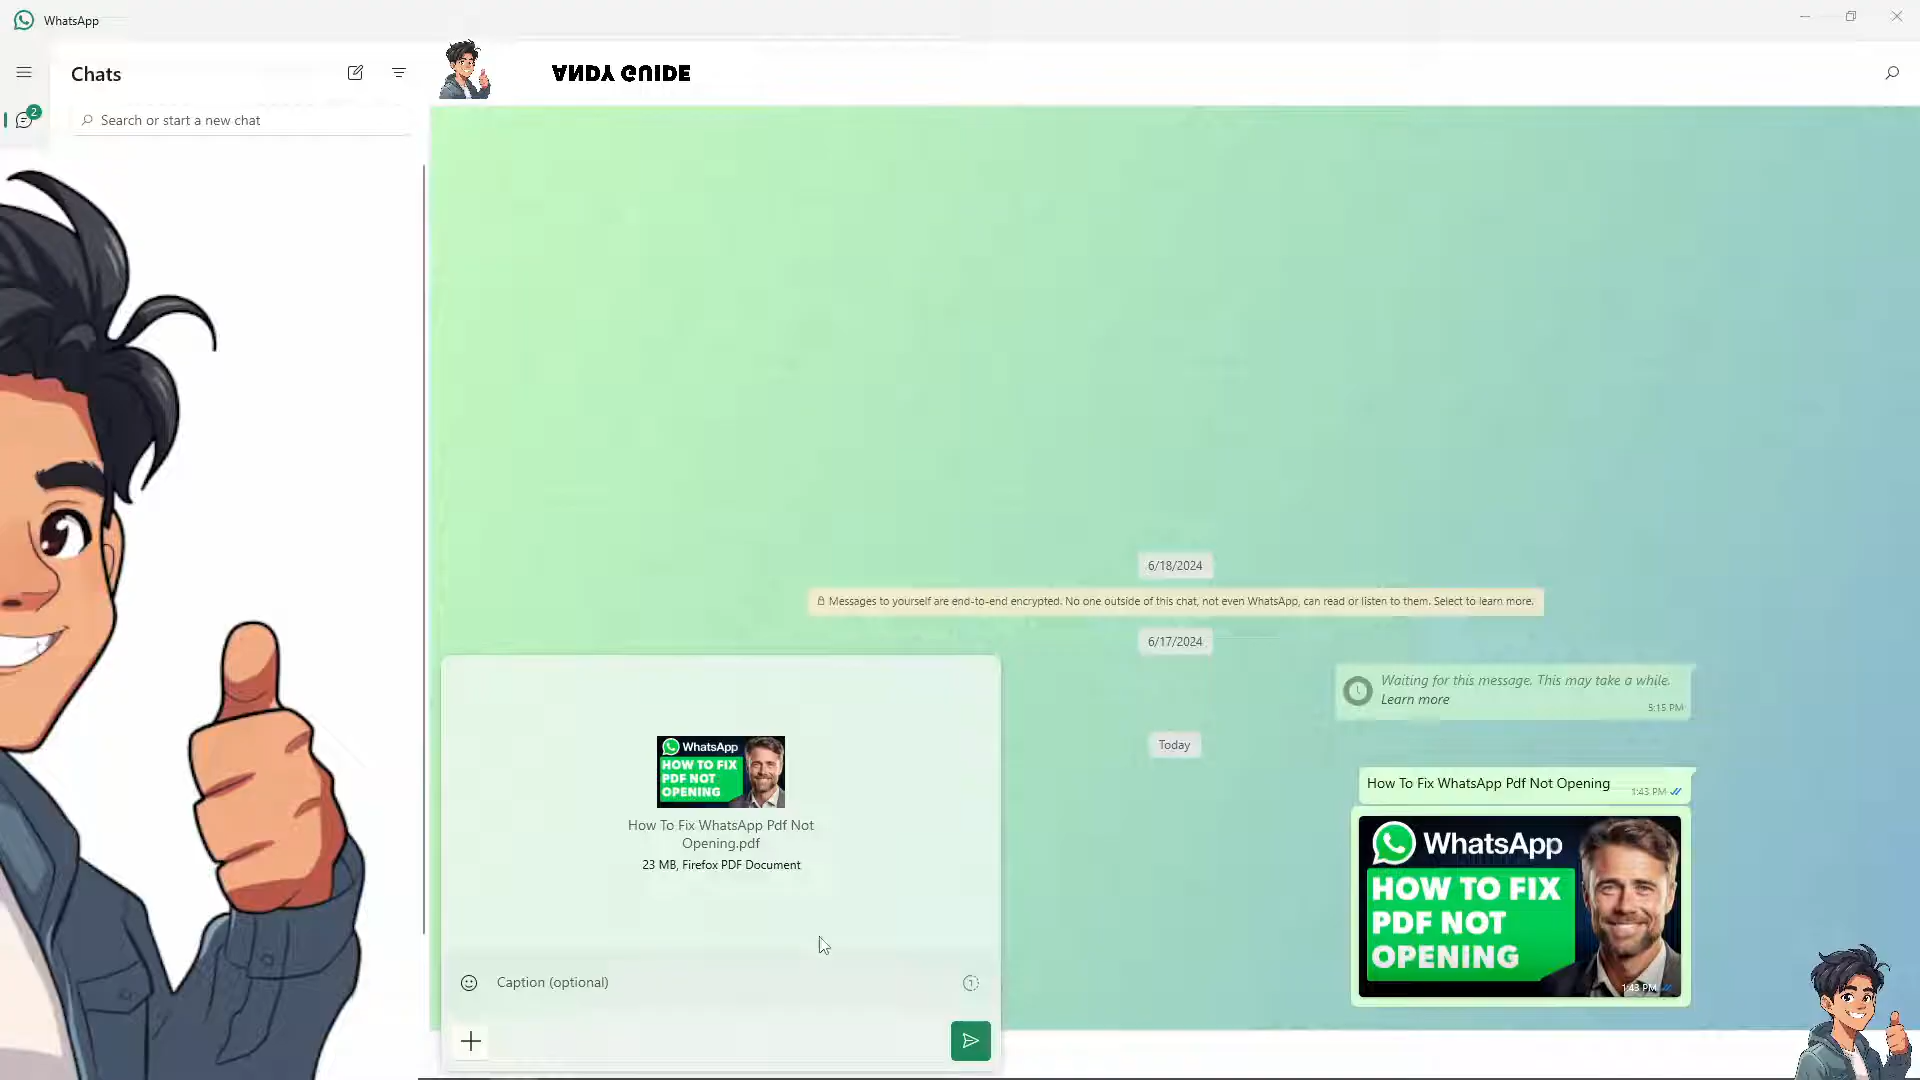 WhatsApp
Chats
2
Search or start a new chat
ANDY GUIDE
6/18/2024
Messages to yourself are end-to-end encrypted. No one outside of this chat, not even WhatsApp, can read or listen to them. Select to learn more.
6/17/2024
Waiting for this message. This may take a while.
Learn more
5:15 PM
Today
How To Fix WhatsApp Pdf Not Opening
1:43 PM
WhatsApp
HOW TO FIX
PDF NOT
OPENING
1:43 PM
WhatsApp
HOW TO FIX
PDF NOT
OPENING
How To Fix WhatsApp Pdf Not
Opening.pdf
23 MB, Firefox PDF Document
Caption (optional)
1